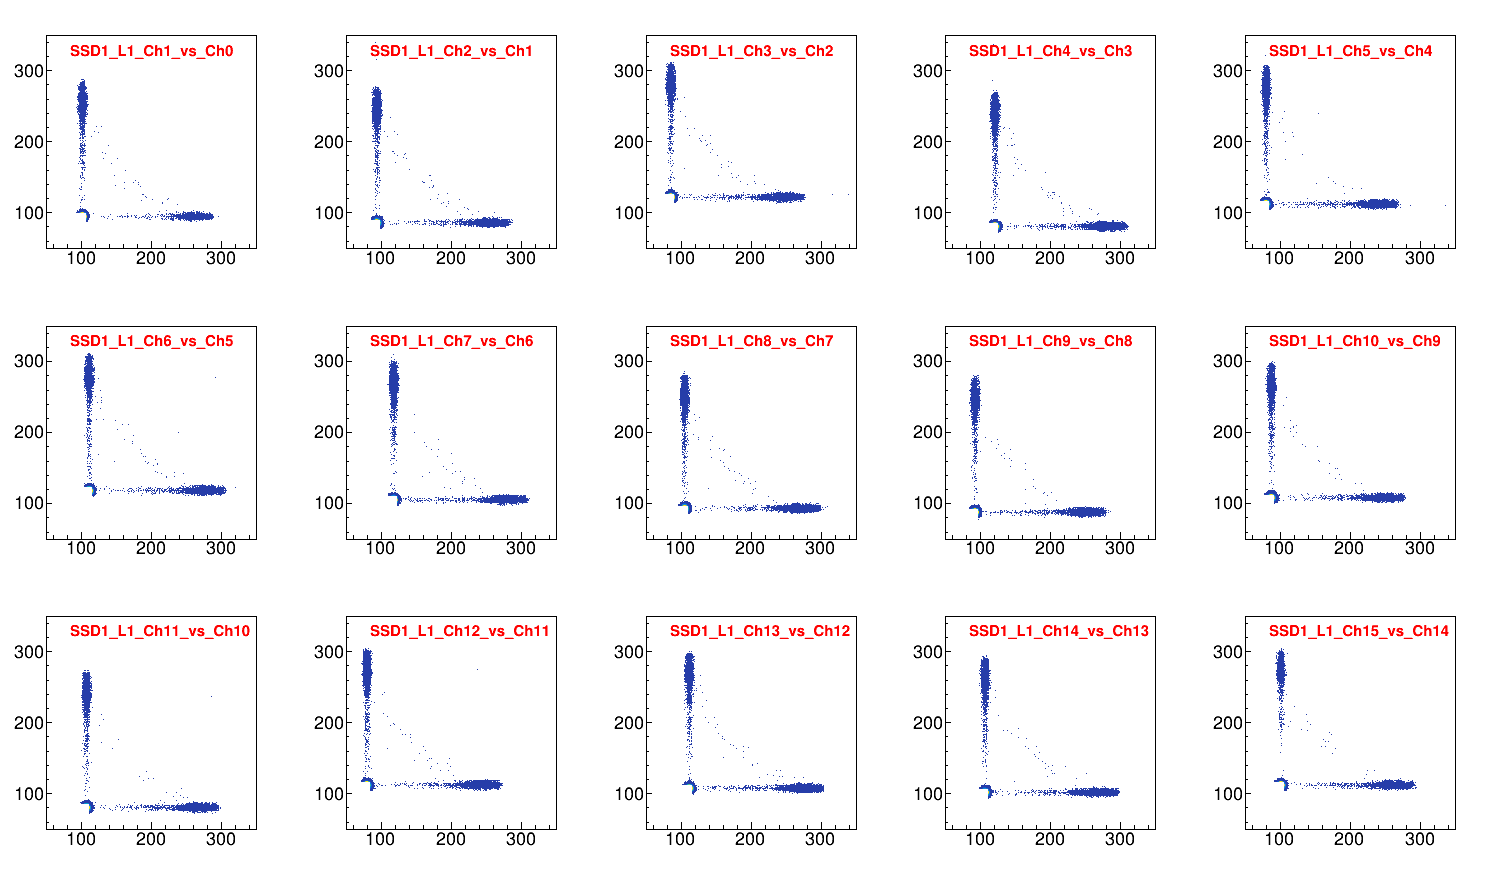 SSD1_L1_Ch1_vs_Ch0
300
200
100
100 200 300
SSD1_L1_Ch2_vs_Ch1
300
200
100
100 200 300
SSD1_L1_Ch3_vs_Ch2
300
200
100
100 200 300
SSD1_L1_Ch4_vs_Ch3
300
200
100
100 200 300
SSD1_L1_Ch5_vs_Ch4
300
200
100
100 200 300
SSD1_L1_Ch6_vs_Ch5
300
200
100
100 200 300
SSD1_L1_Ch7_vs_Ch6
300
200
100
100 200 300
SSD1_L1_Ch8_vs_Ch7
300
200
100
100 200 300
SSD1_L1_Ch9_vs_Ch8
300
200
100
100 200 300
SSD1_L1_Ch10_vs_Ch9
300
200
100
100 200 300
SSD1_L1_Ch11_vs_Ch10
300
200
100
100 200 300
SSD1_L1_Ch12_vs_Ch11
300
200
100
100 200 300
SSD1_L1_Ch13_vs_Ch12
300
200
100
100 200 300
SSD1_L1_Ch14_vs_Ch13
300
200
100
100 200 300
SSD1_L1_Ch15_vs_Ch14
300
200
100
100 200 300